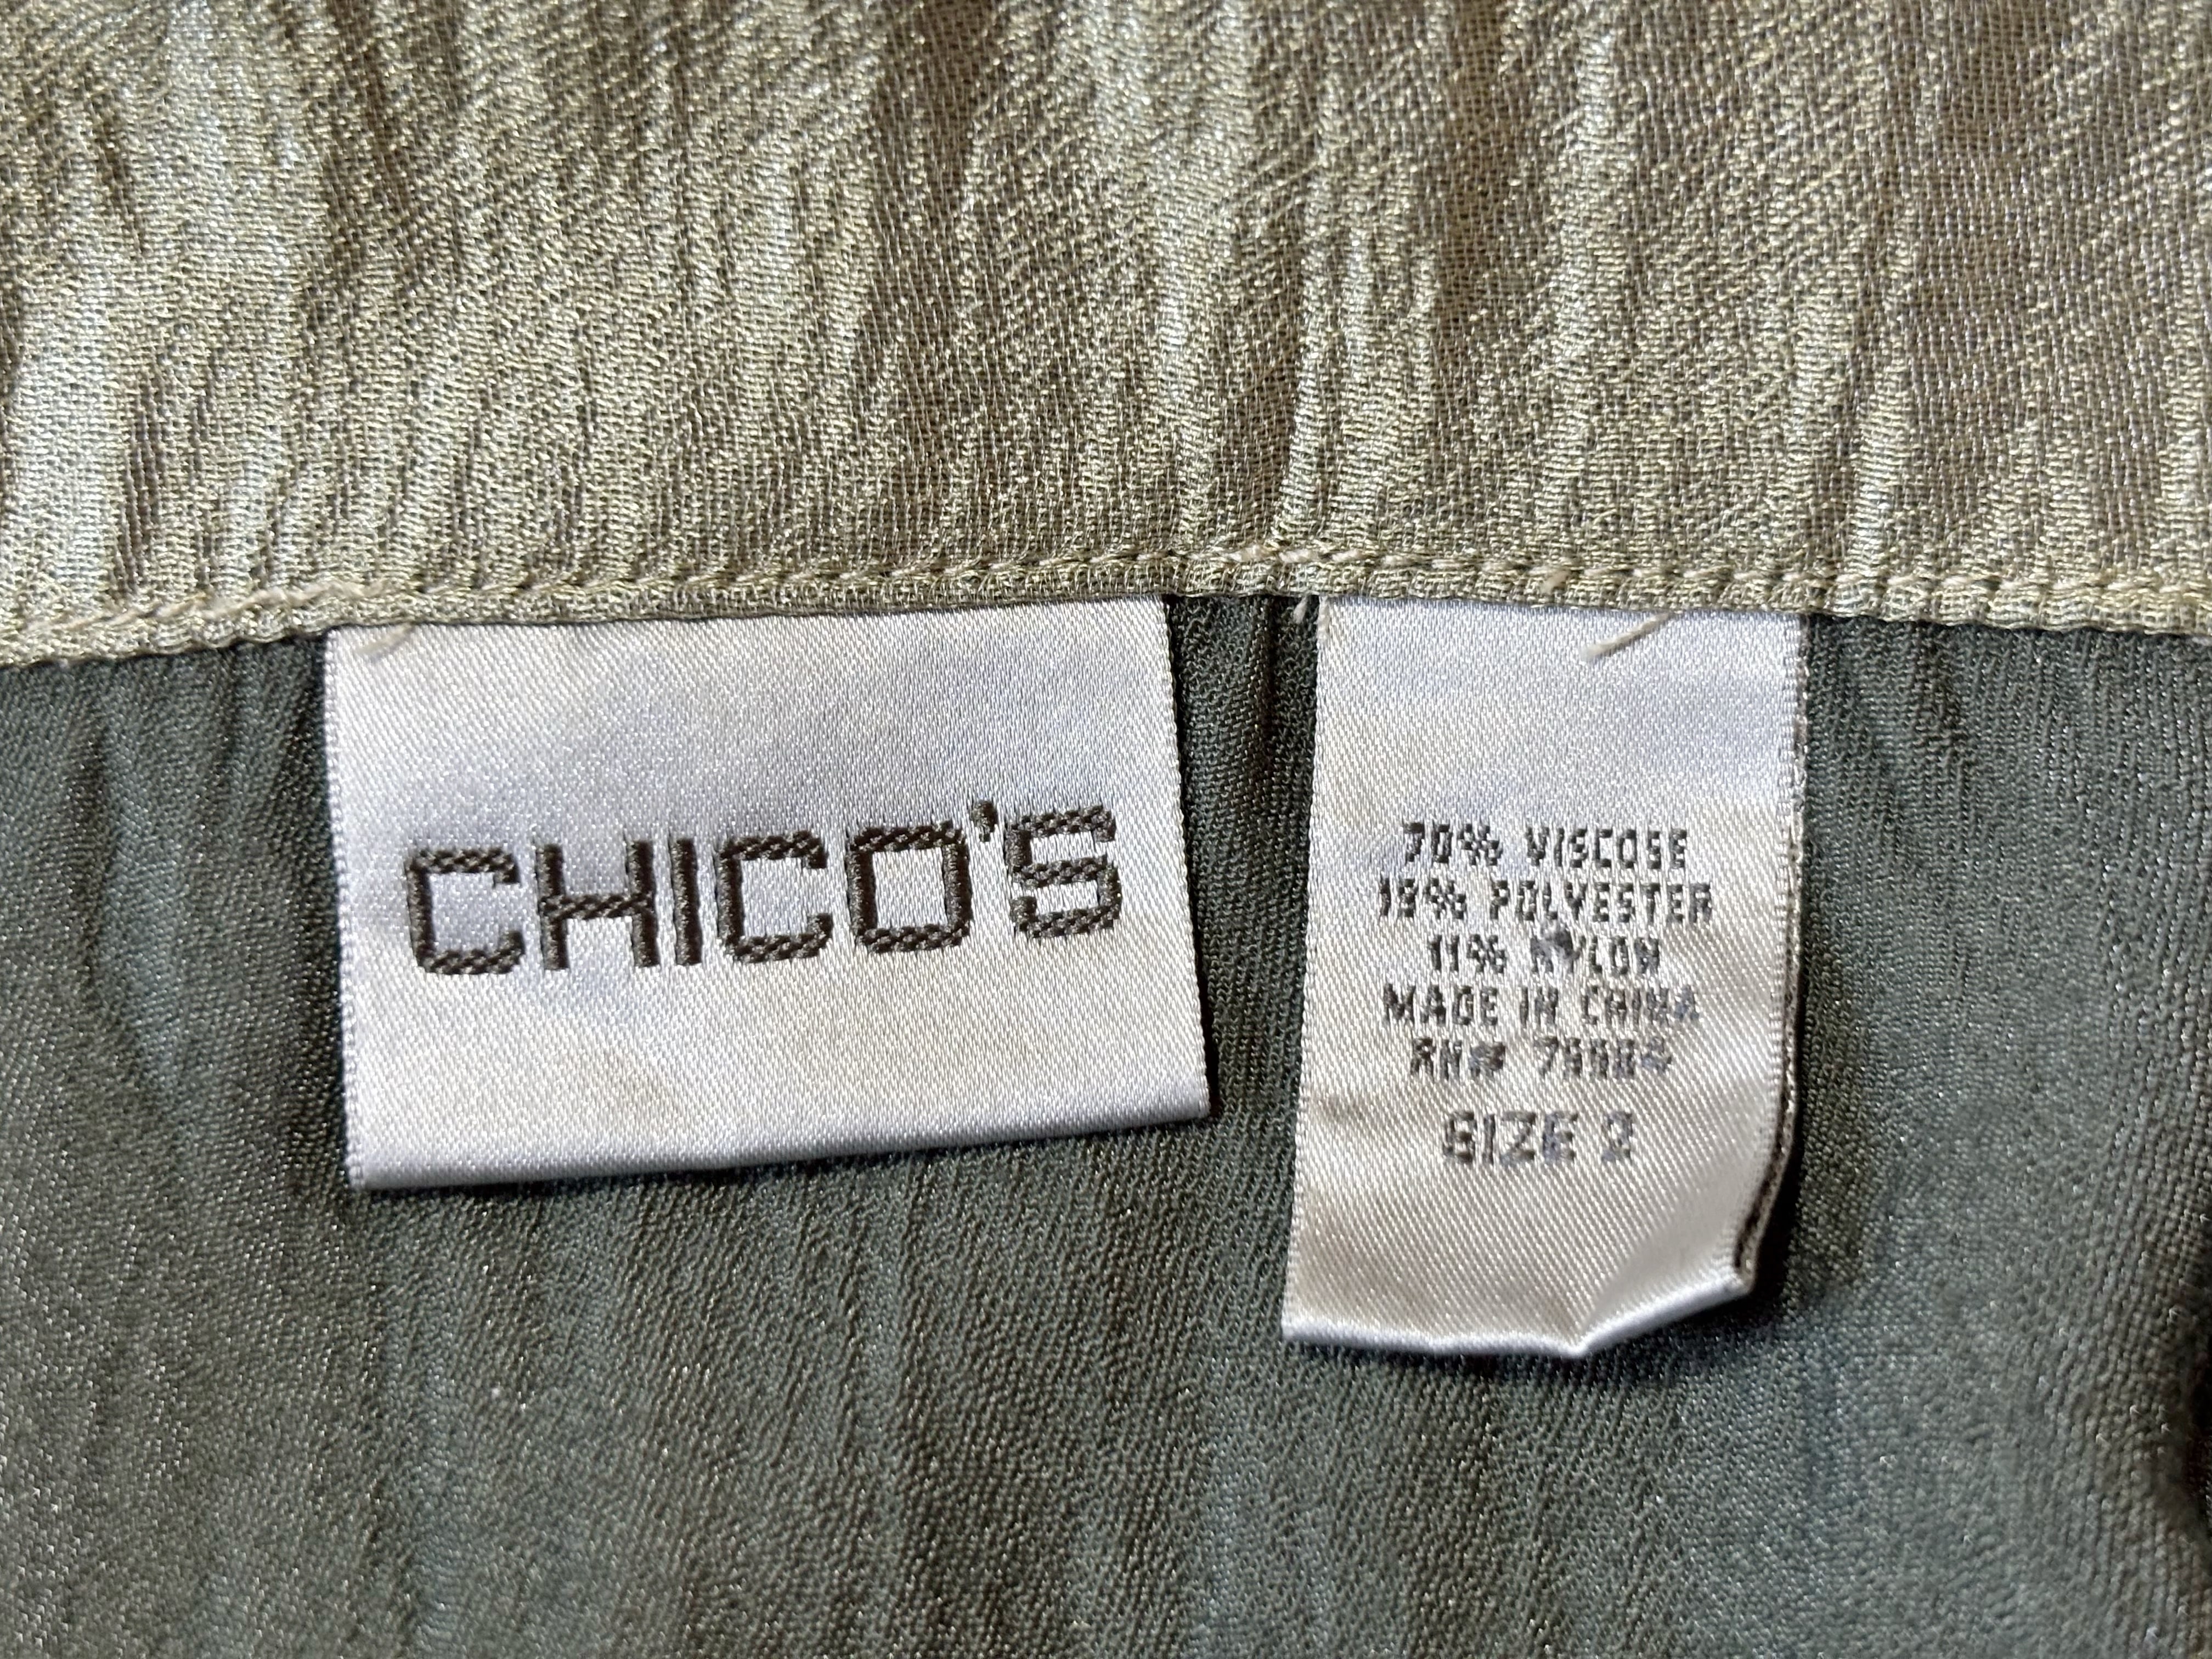 CHICO'S
70% VISCOSE
19% POLYESTER
11% NYLON
MADE IN CHINA
RN#
SIZE 2